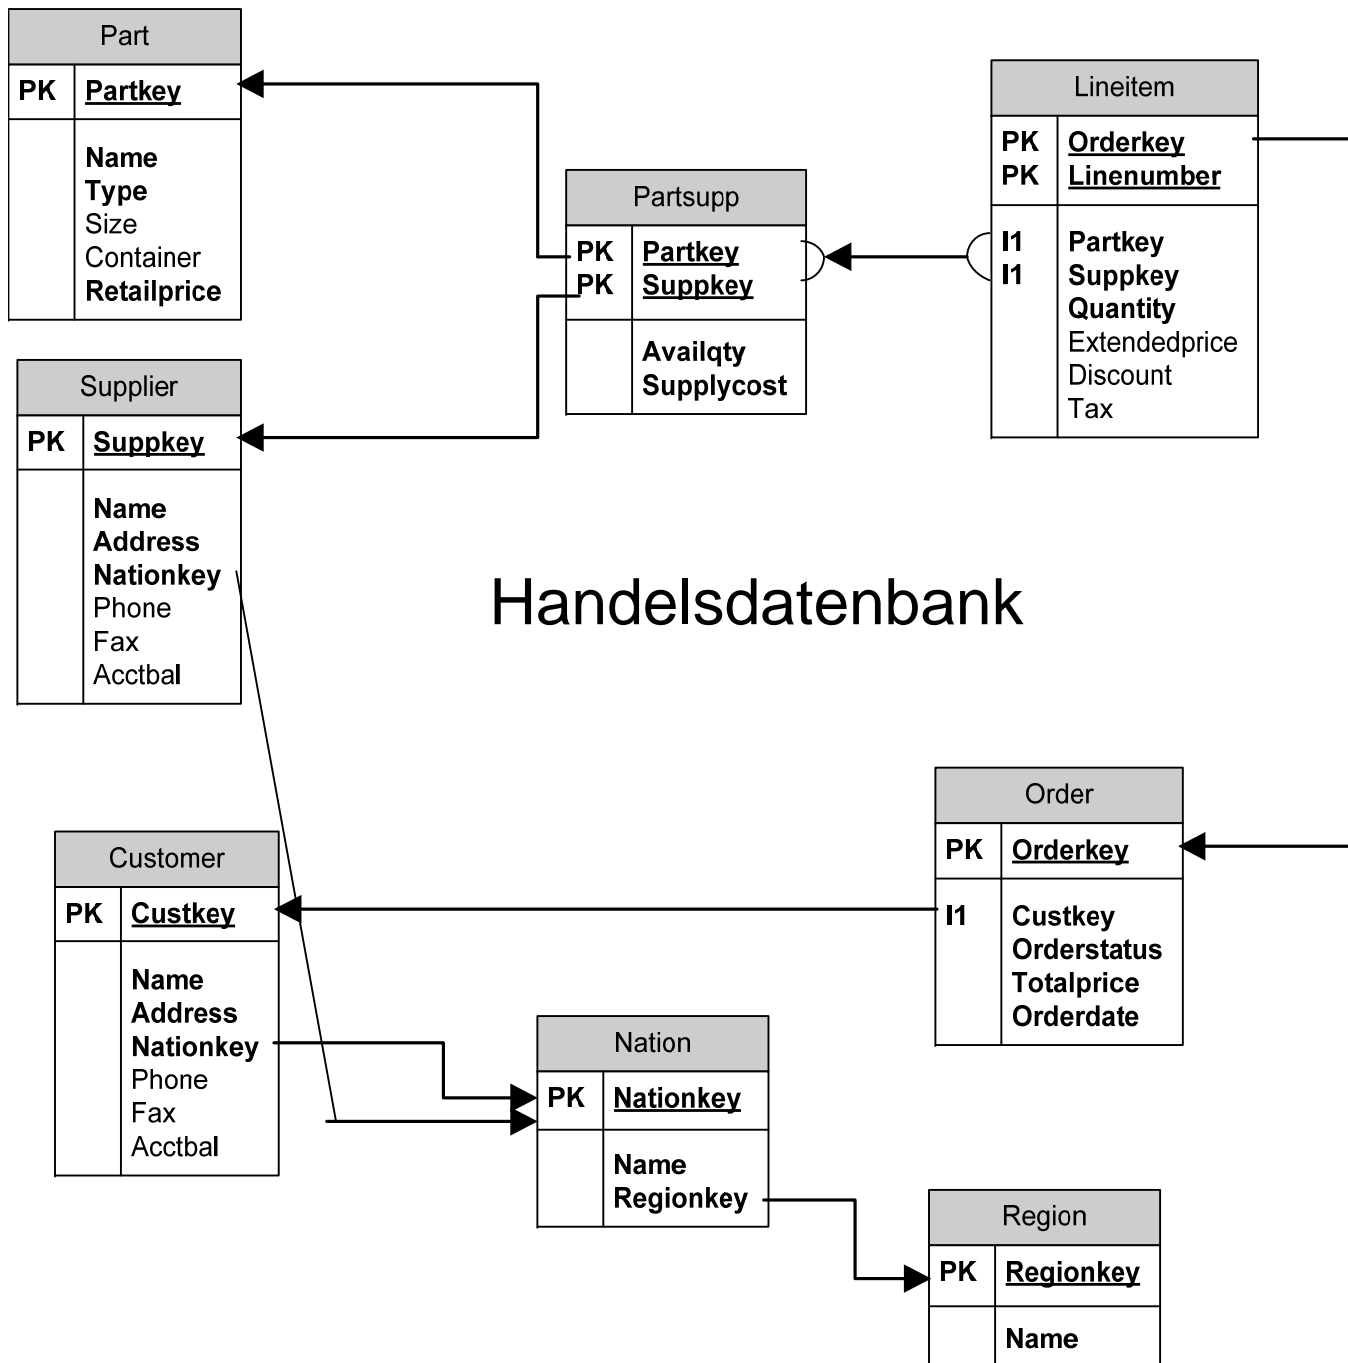 Part
PK Partkey
Name
Type
Size
Container
Retailprice
Supplier
PK Suppkey
Name
Address
Nationkey
Phone
Fax
Acctbal
Partsupp
PK Partkey
PK Suppkey
Availqty
Supplycost
Lineitem
PK Orderkey
PK Linenumber
I1 Partkey
I1 Suppkey
Quantity
Extendedprice
Discount
Tax
Handelsdatenbank
Customer
PK Custkey
Name
Address
Nationkey
Phone
Fax
Acctbal
Order
PK Orderkey
I1 Custkey
Orderstatus
Totalprice
Orderdate
Nation
PK Nationkey
Name
Regionkey
Region
PK Regionkey
Name